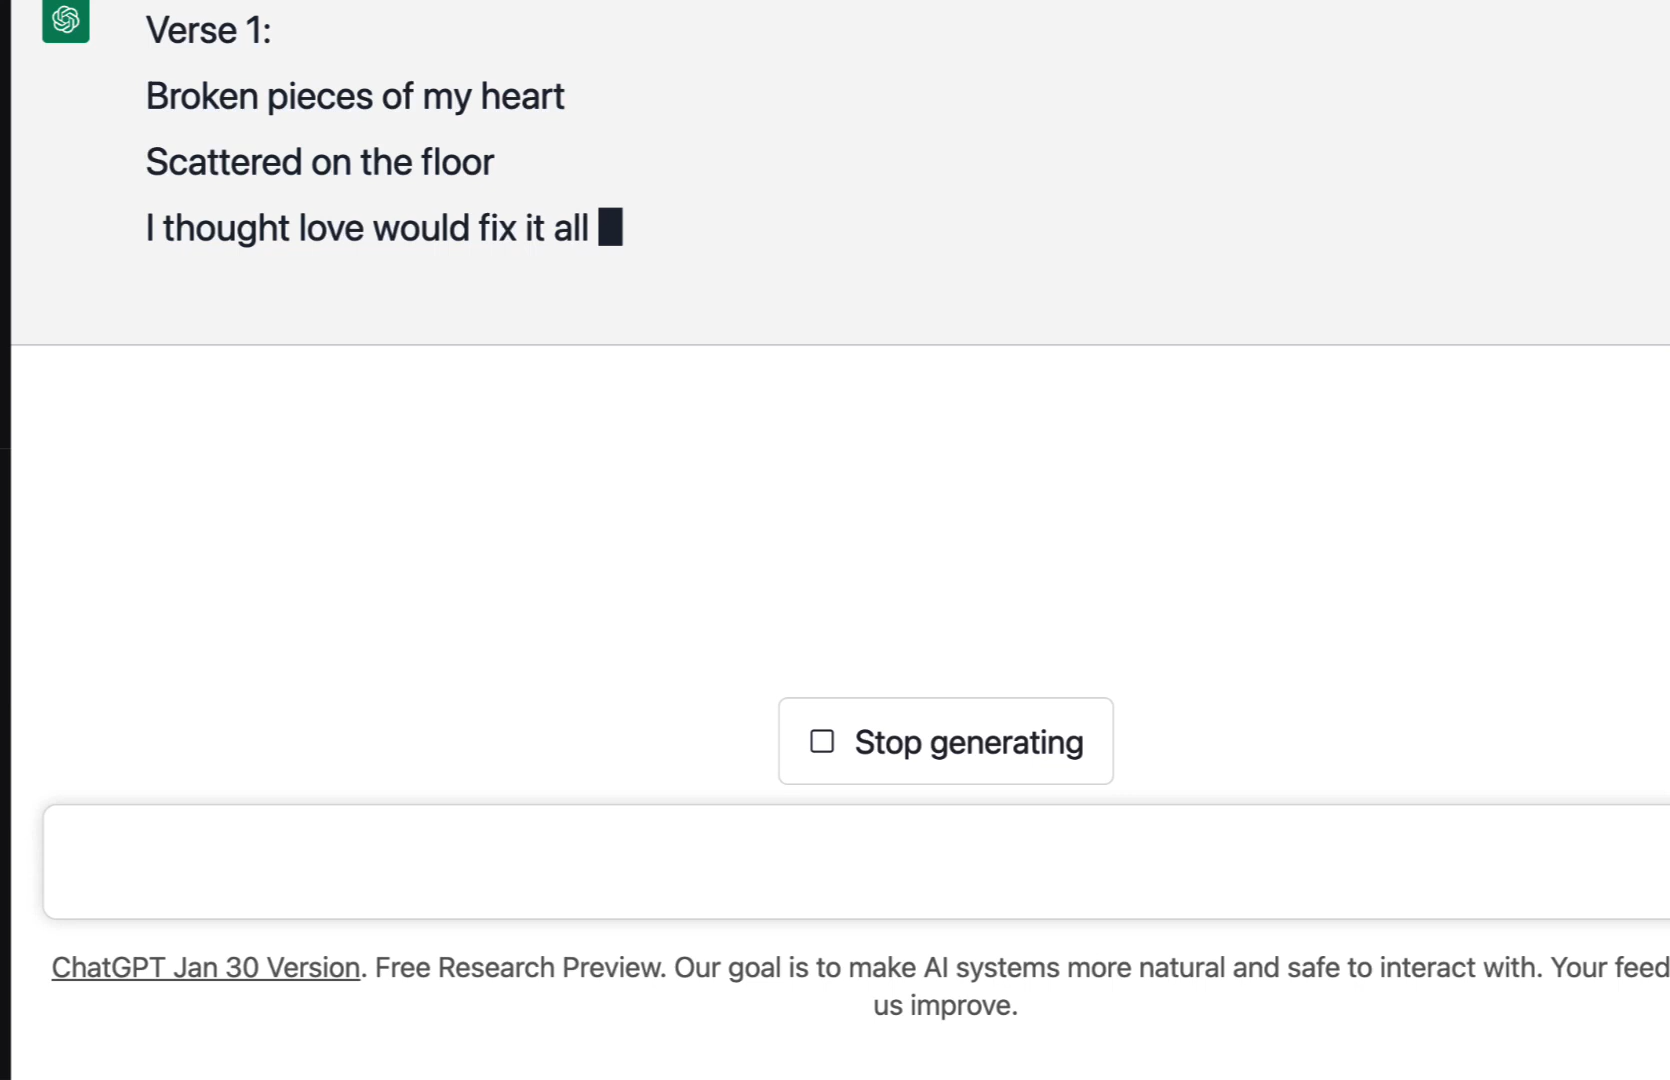 Verse 1:
Broken pieces of my heart
Scattered on the floor
I thought love would fix it all
Stop generating
ChatGPT Jan 30 Version. Free Research Preview. Our goal is to make AI systems more natural and safe to interact with. Your feed
us improve.